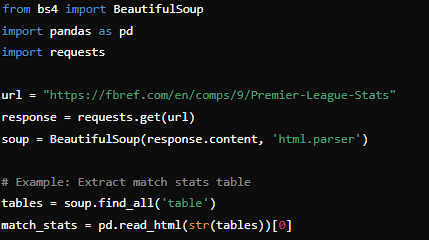 from bs4 import BeautifulSoup
import pandas as pd
import requests
url = "https://fbref.com/en/comps/9/Premier-League-Stats"
response = requests.get(url)
soup = BeautifulSoup(response.content, 'html.parser')
# Example: Extract match stats table
tables = soup.find_all('table')
match_stats = pd.read_html(str(tables))[0]